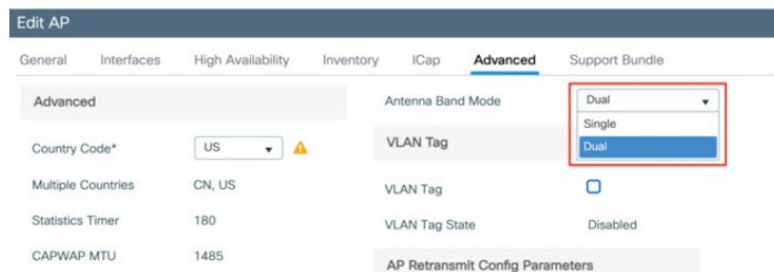 Edit AP
General Interfaces High Availability Inventory ICap Advanced Support Bundle
Advanced
Country Code* US
Multiple Countries CN, US
Statistics Timer 180
CAPWAP MTU 1485
Antenna Band Mode Dual
Single
Dual
VLAN Tag
VLAN Tag
VLAN Tag State Disabled
AP Retransmit Config Parameters